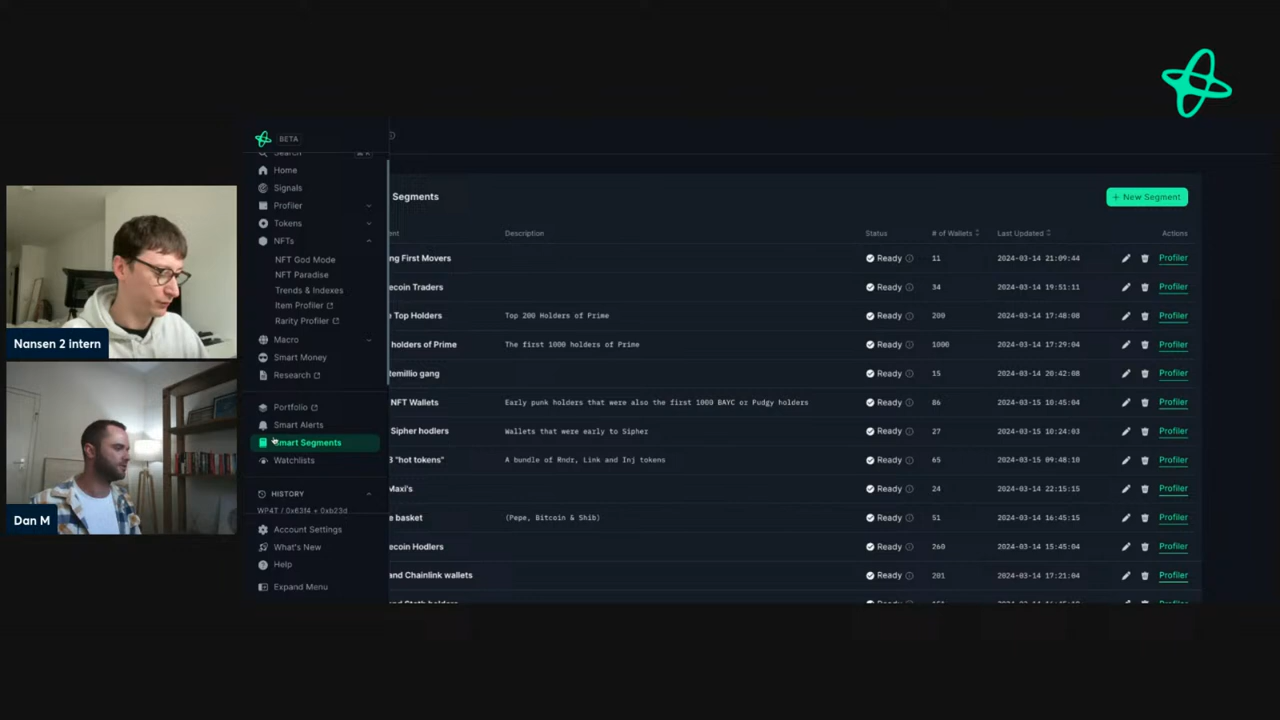 BETA
Search
Home
Signals
Profiler
Tokens
NFTs
NFT God Mode
NFT Paradise
Trends & Indexes
Item Profiler
Rarity Profiler
Macro
Smart Money
Research
Portfolio
Smart Alerts
Smart Segments
Watchlists
HISTORY
Account Settings
What's New
Help
Expand Menu
Segments
+ New Segment
Description Status # of Wallets Last Updated Actions
ng First Movers Ready 11 2024-03-14 21:09:44 Profiler
ecoin Traders Ready 34 2024-03-14 19:51:11 Profiler
Top Holders Top 200 Holders of Prime Ready 200 2024-03-14 17:48:08 Profiler
holders of Prime The first 1000 holders of Prime Ready 1000 2024-03-14 17:29:04 Profiler
temillio gang Ready 15 2024-03-14 20:42:08 Profiler
NFT Wallets Early punk holders that were also the first 1000 BAYC or Pudgy holders Ready 86 2024-03-14 16:45:04 Profiler
Sipher hodlers Wallets that were early to Sipher Ready 27 2024-03-15 10:24:03 Profiler
"hot tokens" A bundle of Rndr, Link and Inj tokens Ready 65 2024-03-15 09:48:10 Profiler
Maxi's Ready 24 2024-03-14 22:15:15 Profiler
basket (Pepe, Bitcoin & Shib) Ready 51 2024-03-14 16:45:15 Profiler
ecoin Hodlers Ready 260 2024-03-14 15:45:04 Profiler
and Chainlink wallets Ready 201 2024-03-14 17:21:04 Profiler
Nansen 2 Intern
Dan M